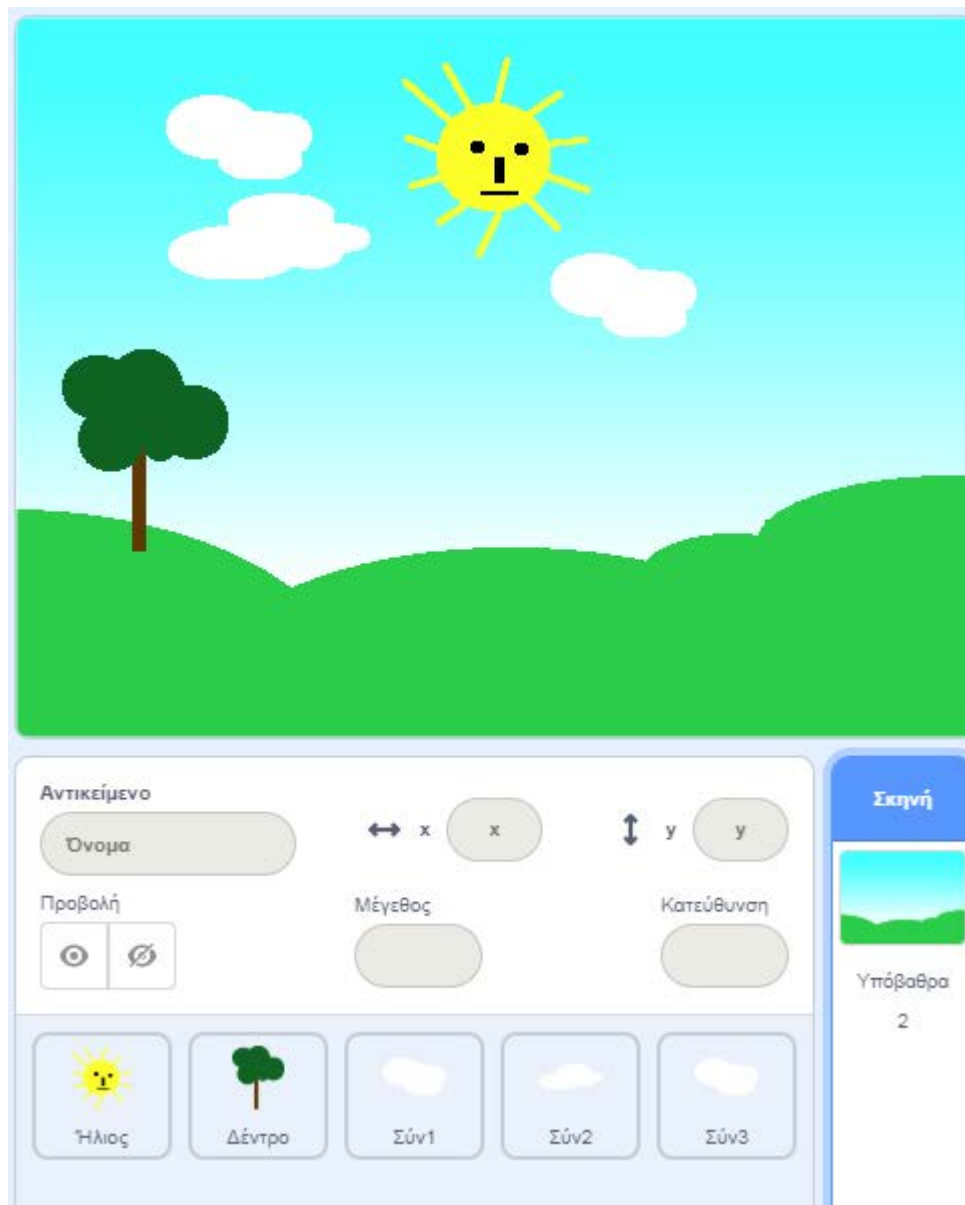 Αντικείμενο
Όνομα
x
x
y
y
Προβολή
Μέγεθος
Κατεύθυνση
Σκηνή
Υπόβαθρα
2
Ήλιος
Δέντρο
Σύν1
Σύν2
Σύν3